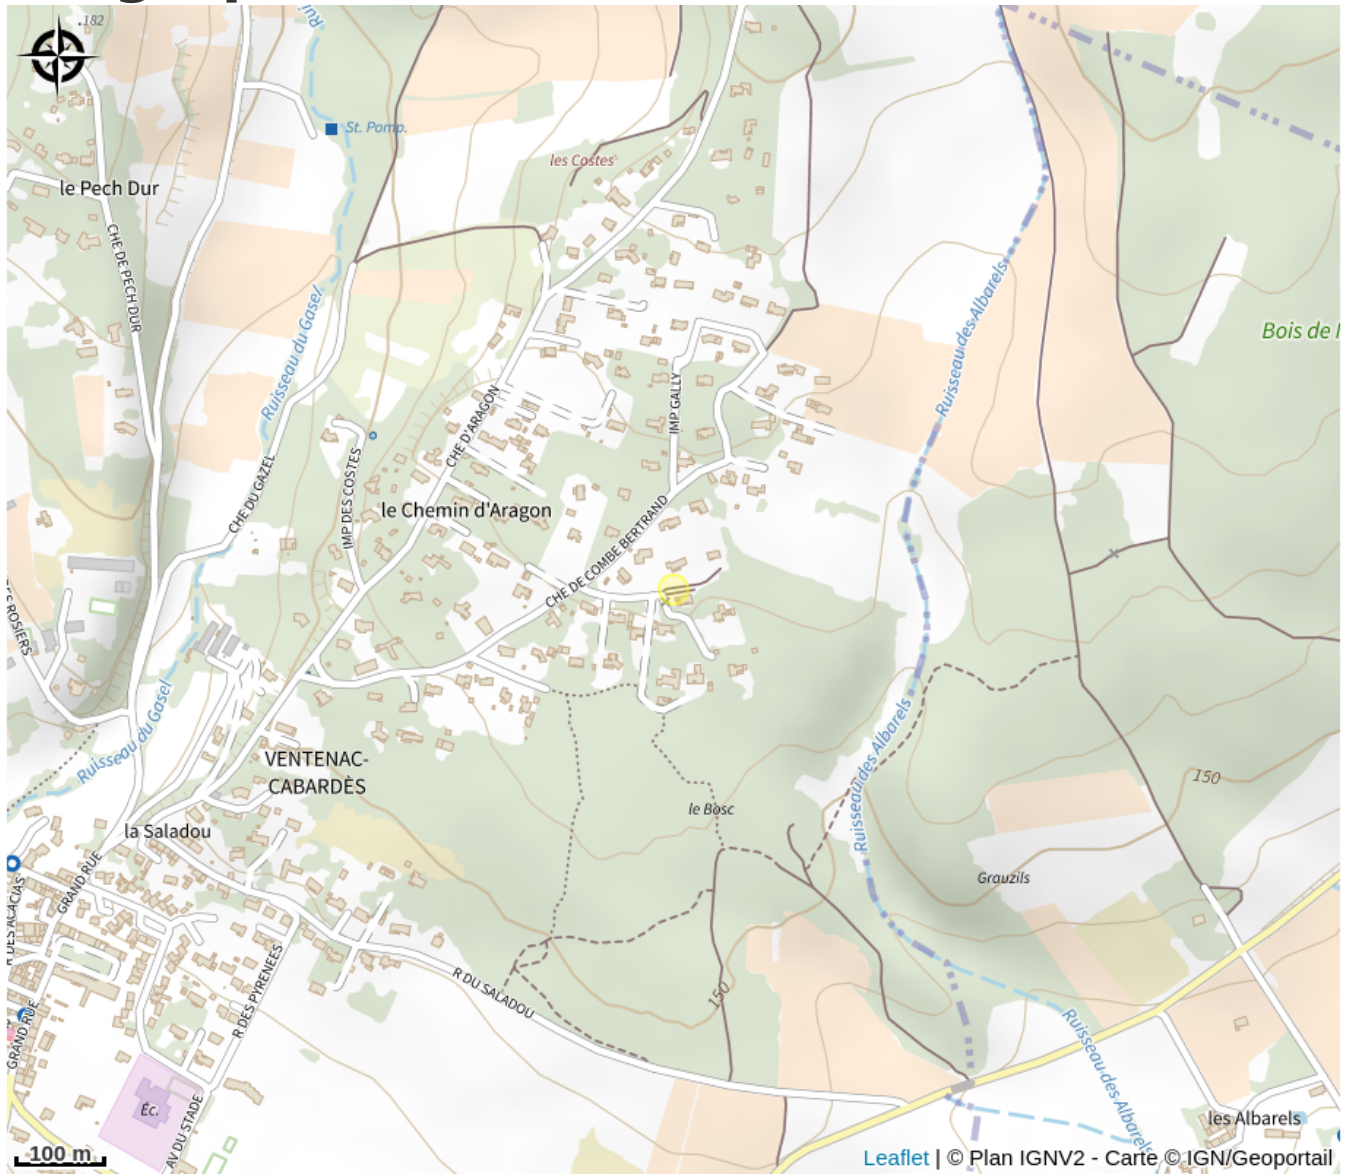 .182
St. Pomp.
les Costes
le Pech Dur
CHE DE PECH DUR
Ruisseau du Gasel
Ruisseau des Albarels
Bois de
IMP GALLY
CHE D'ARAGON
CHE DU GAZEL
IMP DES COSTES
le Chemin d'Aragon
CHE DE COMBE BERTRAND
ROSIERS
Ruisseau du Gasel
Ruisseau des Albarels
VENTENAC-
CABARDÈS
150
le Bosc
la Saladou
Grauzils
GRAND RUE
R DES ACACIAS
R DES PYRENEES
R DU SALADOU
150
GRAND RUE
Ruisseau des Albarels
Éc.
AV DU STADE
les Albarels
100 m
Leaflet | © Plan IGNV2 - Carte © IGN/Geoportail